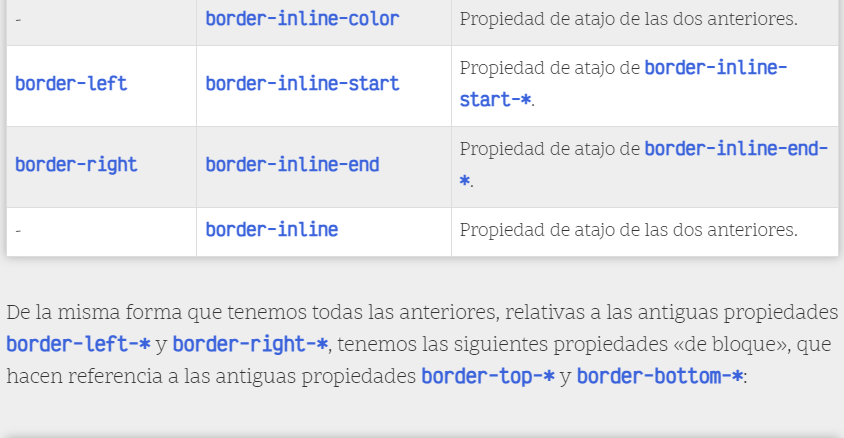 - border-inline-color Propiedad de atajo de las dos anteriores.
border-left border-inline-start Propiedad de atajo de border-inline-
start-*.
border-right border-inline-end Propiedad de atajo de border-inline-end-
*.
- border-inline Propiedad de atajo de las dos anteriores.
De la misma forma que tenemos todas las anteriores, relativas a las antiguas propiedades
border-left-* y border-right-*, tenemos las siguientes propiedades «de bloque», que
hacen referencia a las antiguas propiedades border-top-* y border-bottom-*: